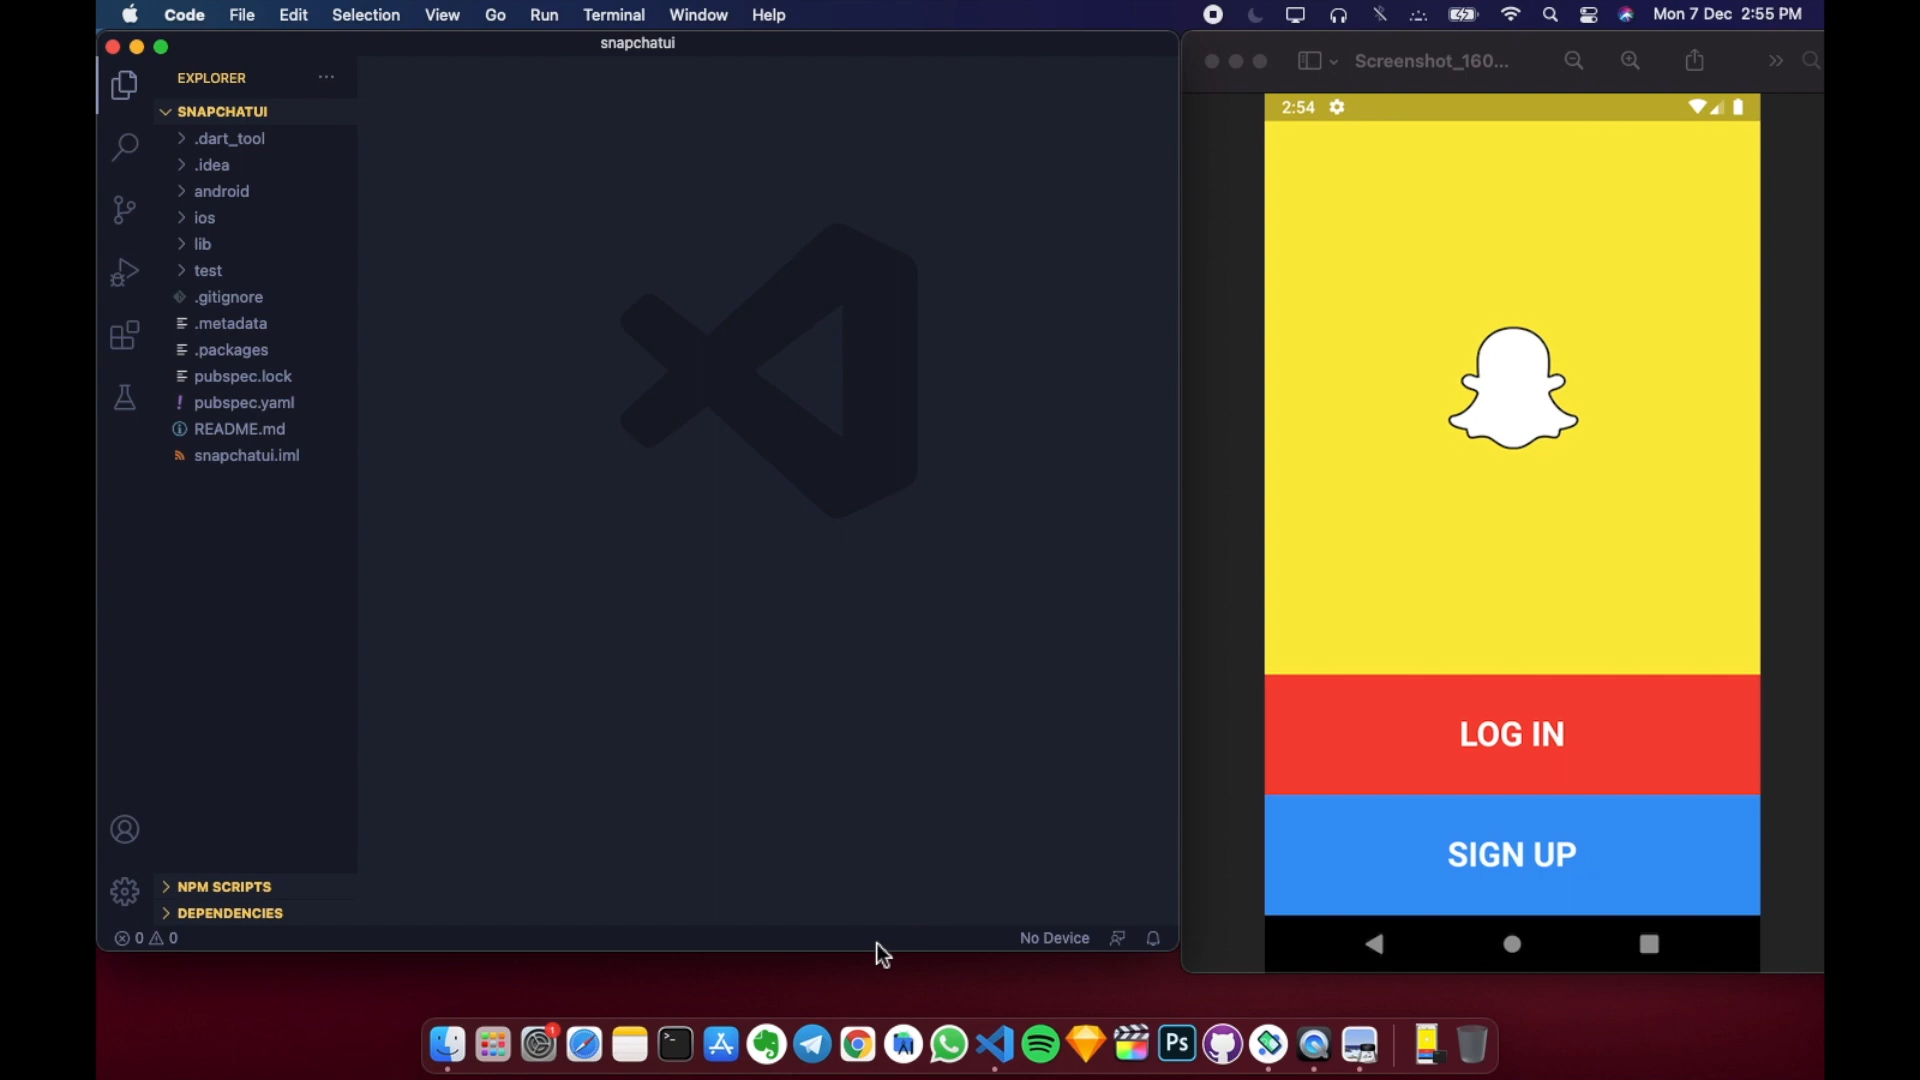 Code File Edit Selection View Go Run Terminal Window Help Mon 7 Dec 2:55 PM
snapchatui
EXPLORER
SNAPCHATUI
.dart_tool
.idea
android
ios
lib
test
.gitignore
.metadata
.packages
pubspec.lock
pubspec.yaml
README.md
snapchatui.iml
NPM SCRIPTS
DEPENDENCIES
0 0 No Device
Screenshot_160...
2:54
LOG IN
SIGN UP
1
Ps